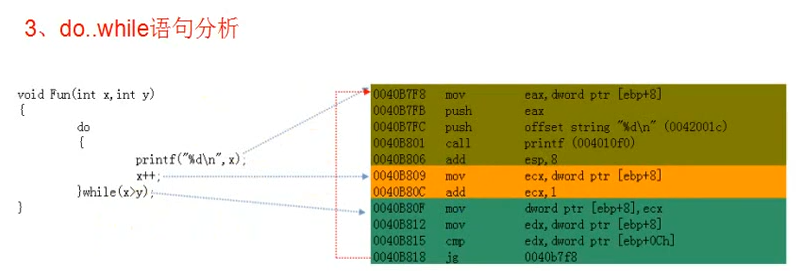 3、do..while语句分析
void Fun(int x,int y)
{
do
{
printf("%d\n",x);
x++;
}while(x>y);
}
0040B7F8 mov eax,dword ptr [ebp+8]
0040B7FB push eax
0040B7FC push offset string "%d\n" (0042001c)
0040B801 call printf (004010f0)
0040B806 add esp,8
0040B809 mov ecx,dword ptr [ebp+8]
0040B80C add ecx,1
0040B80F mov dword ptr [ebp+8],ecx
0040B812 mov edx,dword ptr [ebp+8]
0040B815 cmp edx,dword ptr [ebp+0Ch]
0040B818 jg 0040b7f8